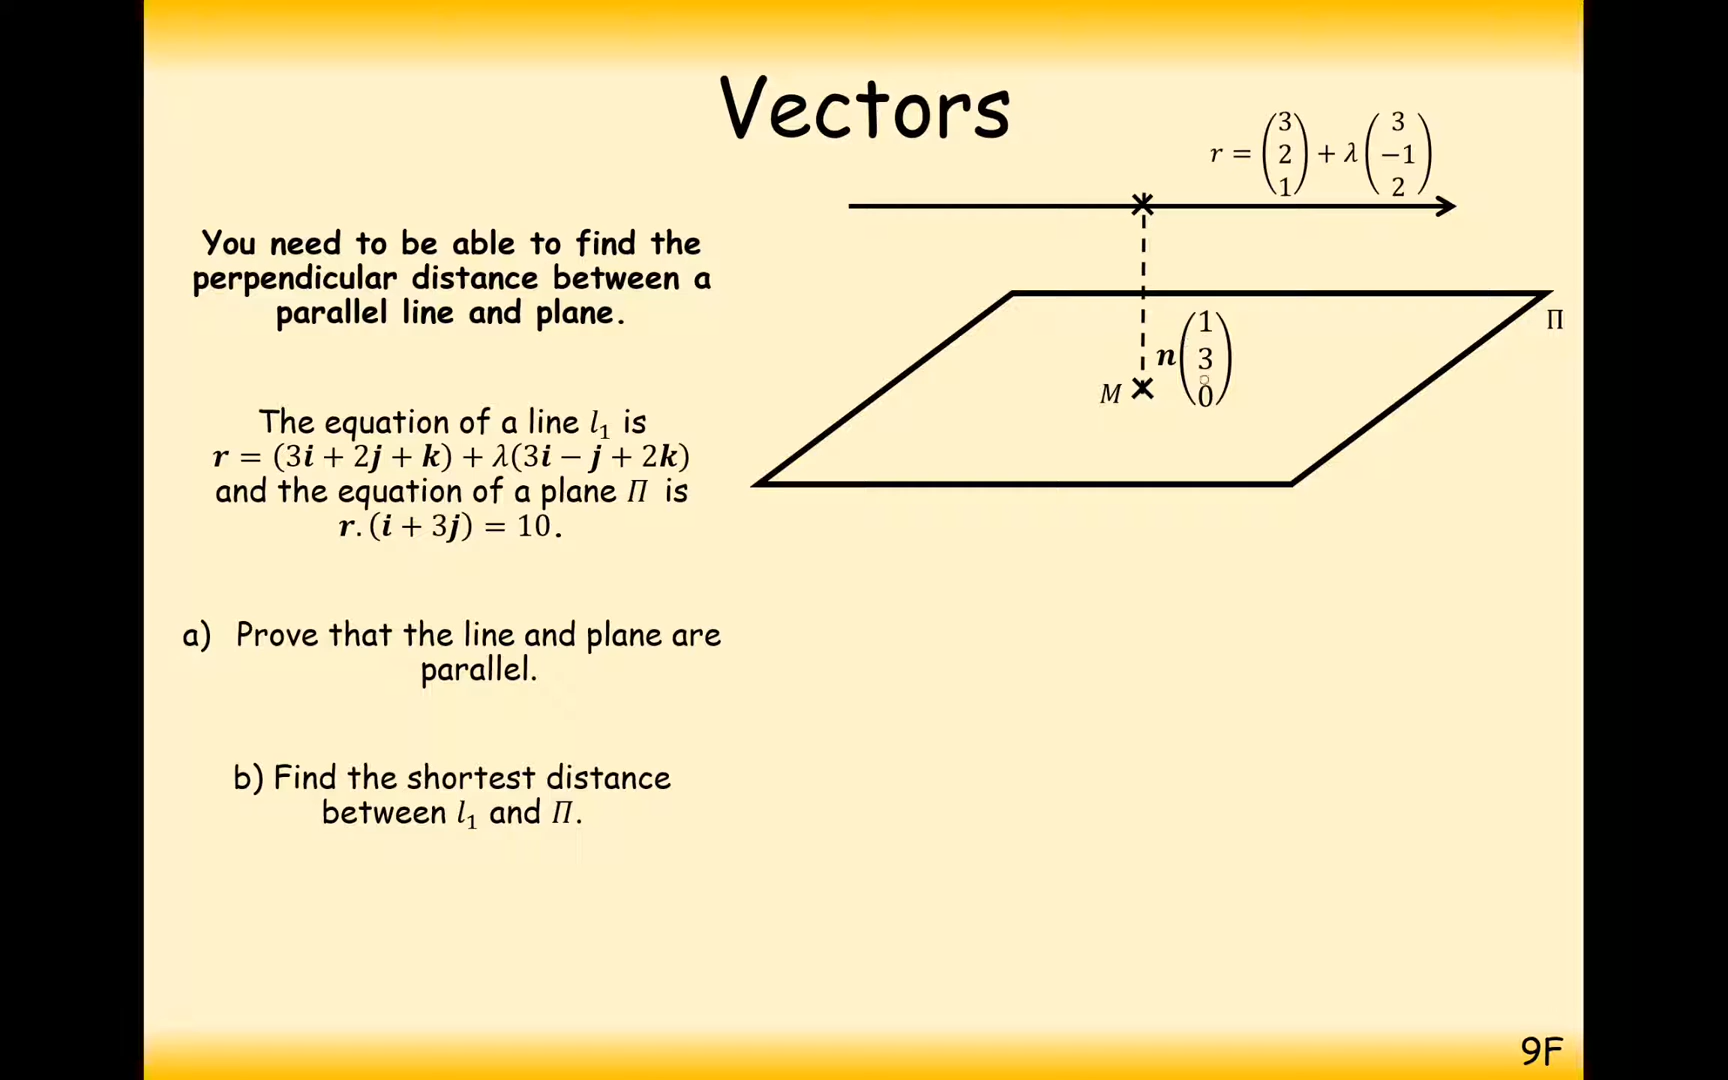 Vectors
r = (3 2 1) + λ(3 −1 2)
You need to be able to find the
perpendicular distance between a
parallel line and plane.
Π
n(1 3 0)
M
The equation of a line l₁ is
r = (3i + 2j + k) + λ(3i − j + 2k)
and the equation of a plane Π is
r. (i + 3j) = 10.
a) Prove that the line and plane are
parallel.
b) Find the shortest distance
between l₁ and Π.
9F